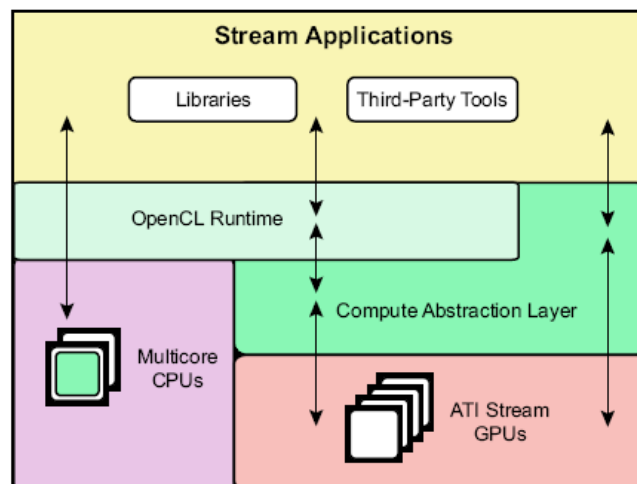 Stream Applications
Libraries
Third-Party Tools
OpenCL Runtime
Compute Abstraction Layer
Multicore
CPUs
ATI Stream
GPUs